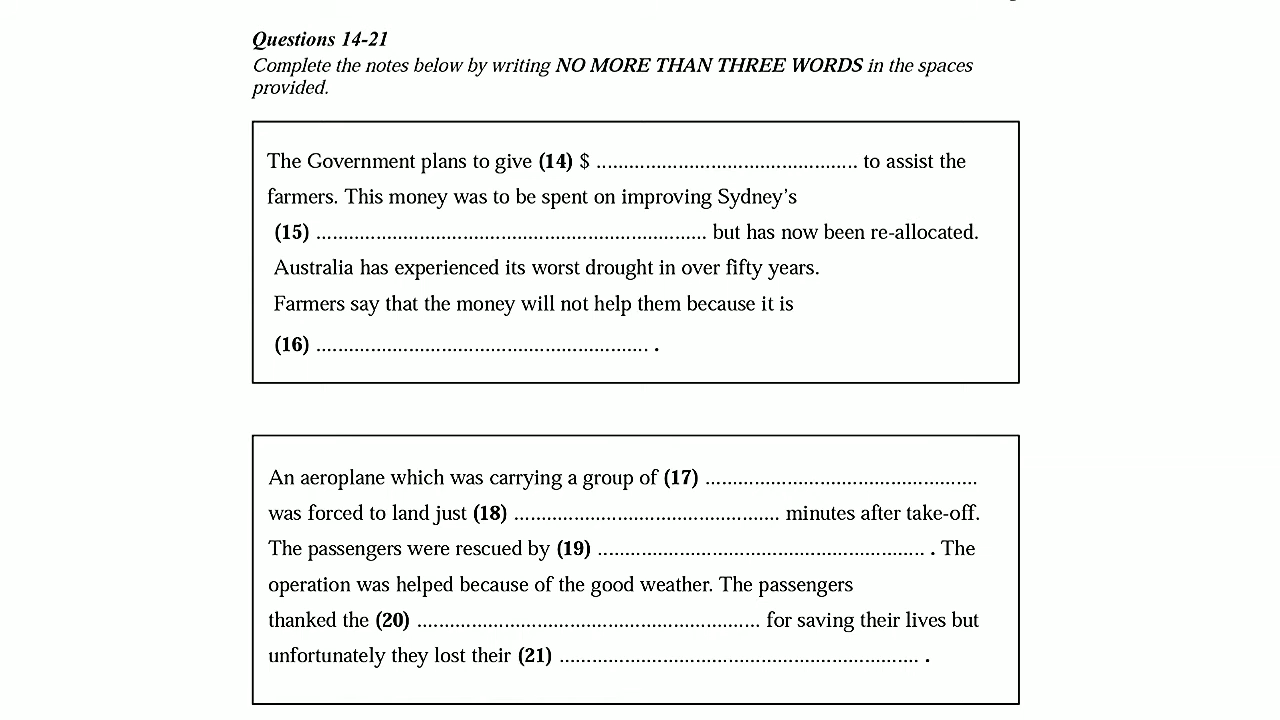 Questions 14-21
Complete the notes below by writing NO MORE THAN THREE WORDS in the spaces
provided.
The Government plans to give (14) $ ................................................ to assist the
farmers. This money was to be spent on improving Sydney's
(15) ....................................................................... but has now been re-allocated.
Australia has experienced its worst drought in over fifty years.
Farmers say that the money will not help them because it is
(16) ............................................................. .
An aeroplane which was carrying a group of (17) ..................................................
was forced to land just (18) ................................................. minutes after take-off.
The passengers were rescued by (19) ............................................................ . The
operation was helped because of the good weather. The passengers
thanked the (20) ............................................................... for saving their lives but
unfortunately they lost their (21) .................................................................. .